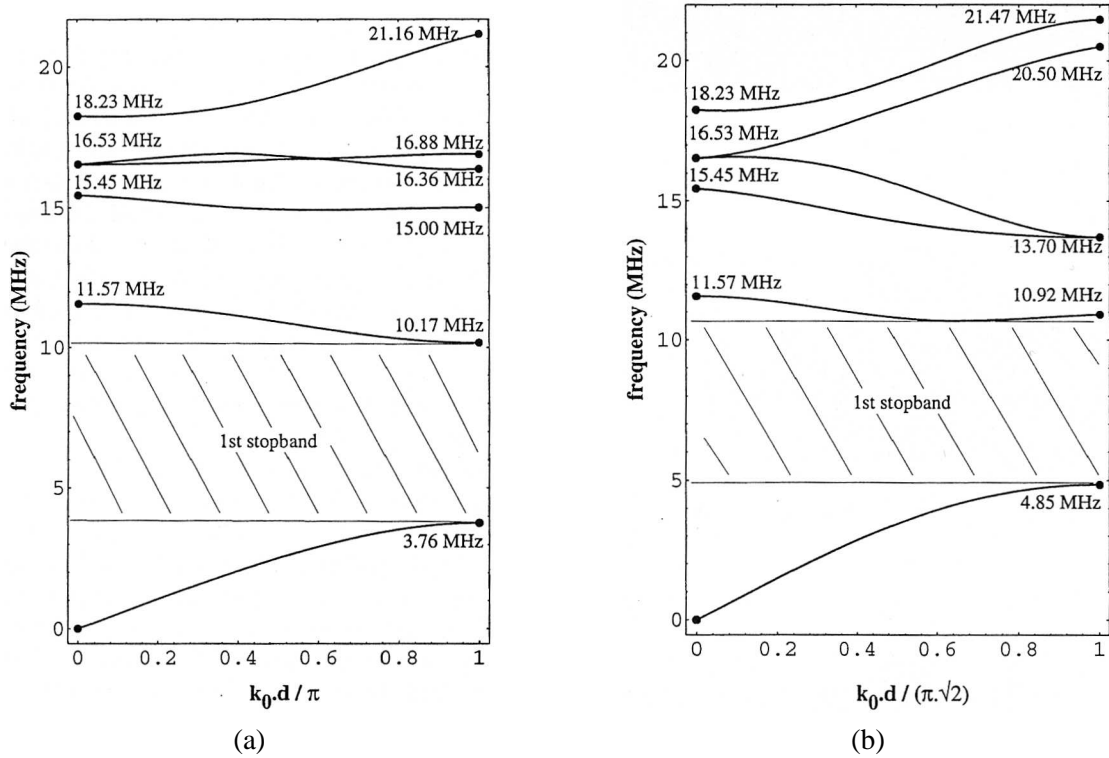 21.16 MHz
20
18.23 MHz
16.53 MHz
16.88 MHz
16.36 MHz
15.45 MHz
15
15.00 MHz
frequency (MHz)
11.57 MHz
10.17 MHz
10
1st stopband
5
3.76 MHz
0
0 0.2 0.4 0.6 0.8 1
k0.d / π
(a)
21.47 MHz
20.50 MHz
20
18.23 MHz
16.53 MHz
15.45 MHz
15
13.70 MHz
frequency (MHz)
11.57 MHz
10.92 MHz
10
1st stopband
5
4.85 MHz
0
0 0.2 0.4 0.6 0.8 1
k0.d / (π.√2)
(b)